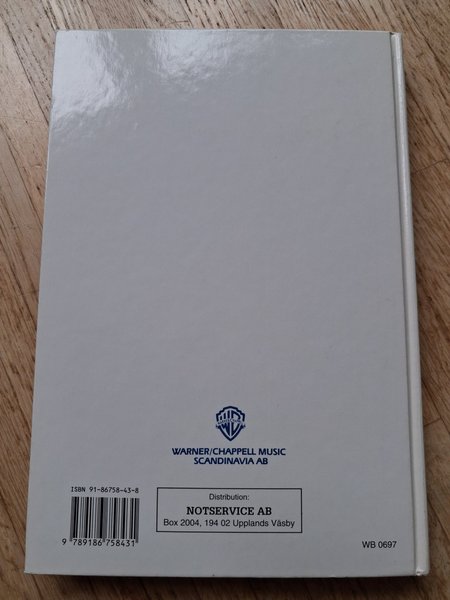 WARNER/CHAPPELL MUSIC
SCANDINAVIA AB
ISBN 91-86758-43-8
9 789186 758431
Distribution:
NOTSERVICE AB
Box 2004, 194 02 Upplands Väsby
WB 0697